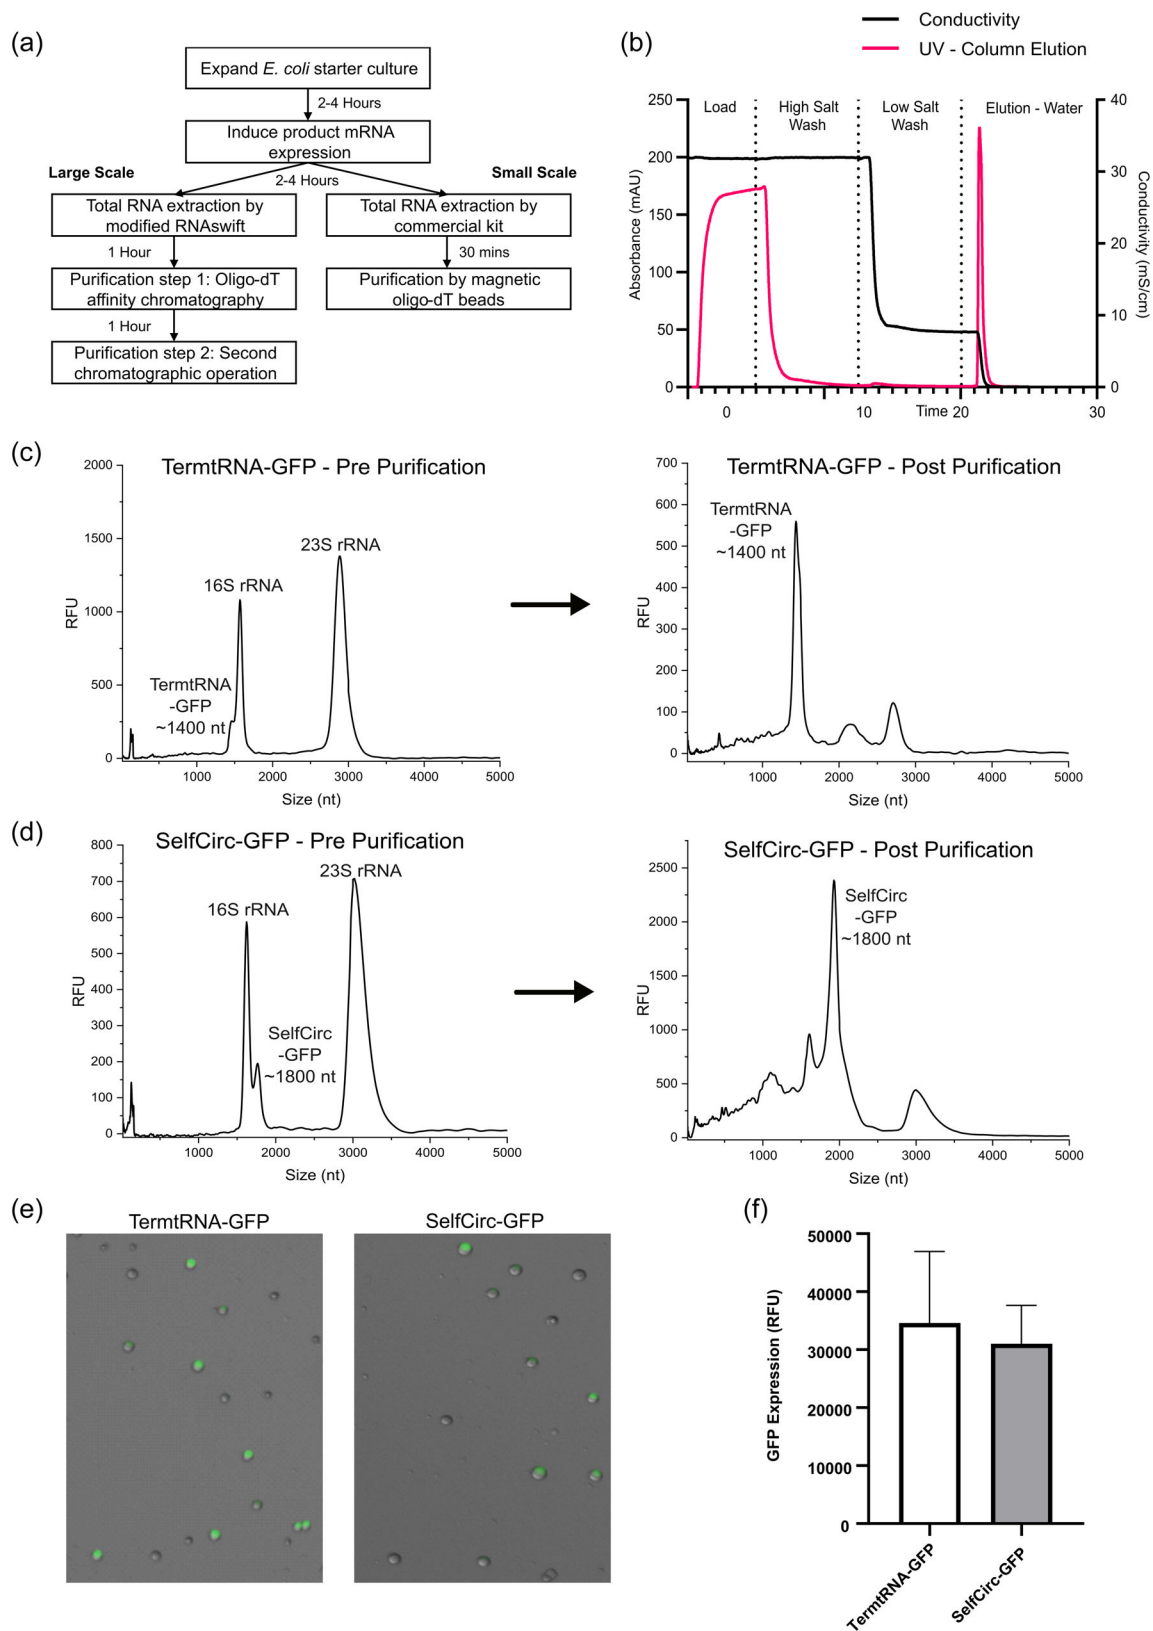 (a)
Expand E. coli starter culture
2-4 Hours
Induce product mRNA
expression
Large Scale
2-4 Hours
Small Scale
Total RNA extraction by
modified RNAswift
Total RNA extraction by
commercial kit
1 Hour
30 mins
Purification step 1: Oligo-dT
affinity chromatography
Purification by magnetic
oligo-dT beads
1 Hour
Purification step 2: Second
chromatographic operation
(b)
Conductivity
UV - Column Elution
Load
High Salt
Wash
Low Salt
Wash
Elution - Water
250
200
150
100
50
0
Absorbance (mAU)
40
30
20
10
0
Conductivity (mS/cm)
0
10
Time
20
30
(c)
TermtRNA-GFP - Pre Purification
2000
1500
1000
500
0
RFU
16S rRNA
23S rRNA
TermtRNA
-GFP
~1400 nt
1000
2000
3000
4000
5000
Size (nt)
TermtRNA-GFP - Post Purification
700
600
500
400
300
200
100
0
RFU
TermtRNA
-GFP
~1400 nt
1000
2000
3000
4000
5000
Size (nt)
(d)
SelfCirc-GFP - Pre Purification
800
700
600
500
400
300
200
100
0
RFU
16S rRNA
23S rRNA
SelfCirc
-GFP
~1800 nt
1000
2000
3000
4000
5000
Size (nt)
SelfCirc-GFP - Post Purification
2500
2000
1500
1000
500
0
RFU
SelfCirc
-GFP
~1800 nt
1000
2000
3000
4000
5000
Size (nt)
(e)
TermtRNA-GFP
SelfCirc-GFP
(f)
50000
40000
30000
20000
10000
0
GFP Expression (RFU)
TermtRNA-GFP
SelfCirc-GFP